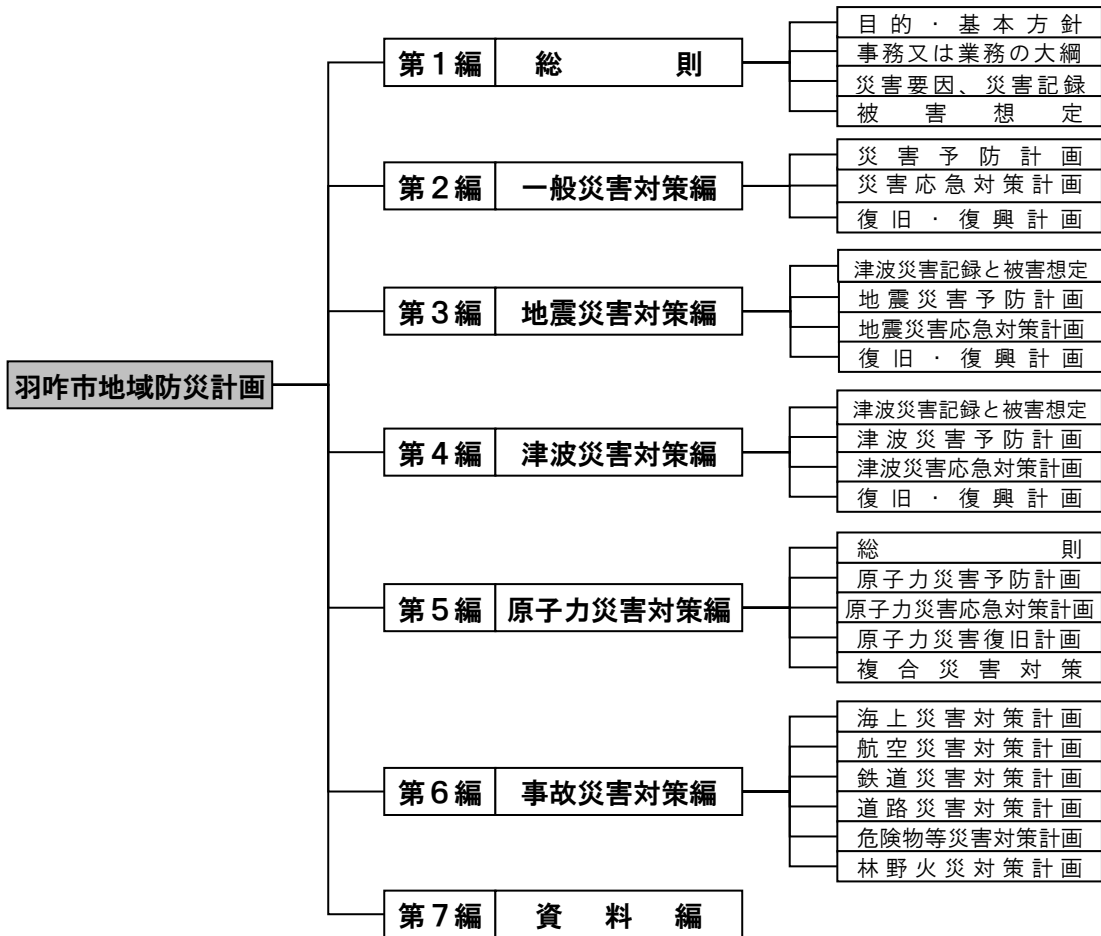 羽咋市地域防災計画
第1編 総則
目的・基本方針
事務又は業務の大綱
災害要因、災害記録
被害想定
第2編 一般災害対策編
災害予防計画
災害応急対策計画
復旧・復興計画
第3編 地震災害対策編
津波災害記録と被害想定
地震災害予防計画
地震災害応急対策計画
復旧・復興計画
第4編 津波災害対策編
津波災害記録と被害想定
津波災害予防計画
津波災害応急対策計画
復旧・復興計画
第5編 原子力災害対策編
総則
原子力災害予防計画
原子力災害応急対策計画
原子力災害復旧計画
複合災害対策
第6編 事故災害対策編
海上災害対策計画
航空災害対策計画
鉄道災害対策計画
道路災害対策計画
危険物等災害対策計画
林野火災対策計画
第7編 資料編